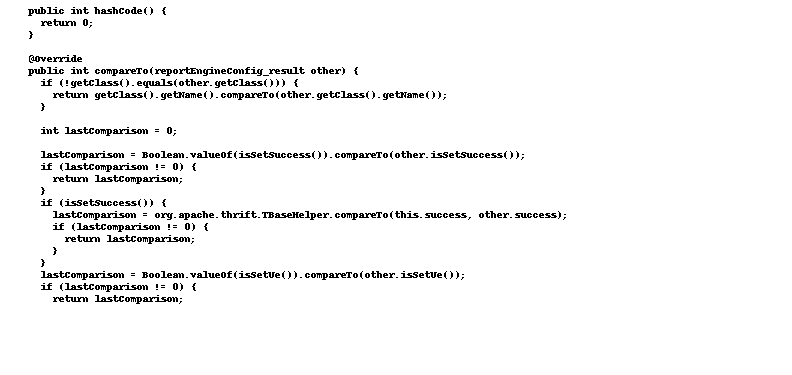 public int hashCode() {
return 0;
}
@Override
public int compareTo(reportEngineConfig_result other) {
if (!getClass().equals(other.getClass())) {
return getClass().getName().compareTo(other.getClass().getName());
}
int lastComparison = 0;
lastComparison = Boolean.valueOf(isSetSuccess()).compareTo(other.isSetSuccess());
if (lastComparison != 0) {
return lastComparison;
}
if (isSetSuccess()) {
lastComparison = org.apache.thrift.TBaseHelper.compareTo(this.success, other.success);
if (lastComparison != 0) {
return lastComparison;
}
}
lastComparison = Boolean.valueOf(isSetUe()).compareTo(other.isSetUe());
if (lastComparison != 0) {
return lastComparison;